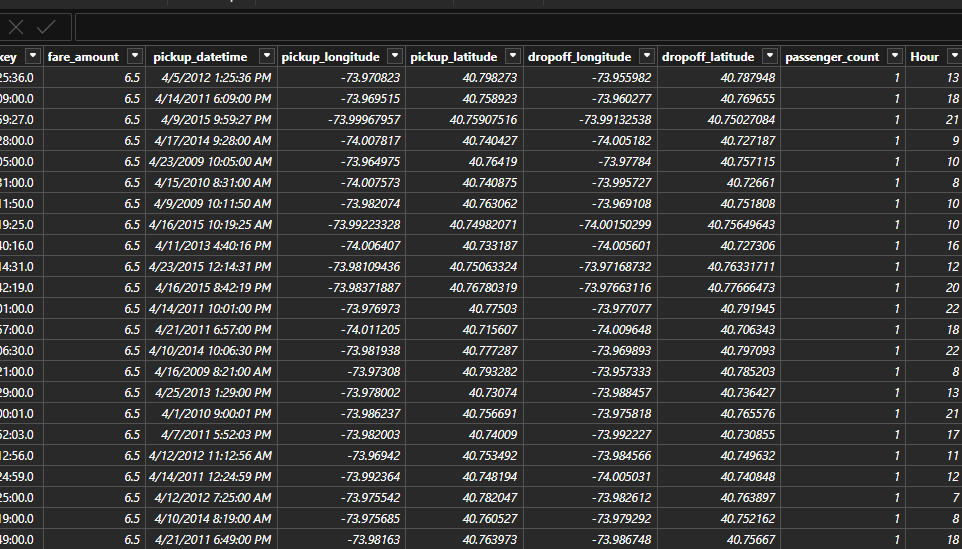 key fare_amount pickup_datetime pickup_longitude pickup_latitude dropoff_longitude dropoff_latitude passenger_count Hour
25:36.0 6.5 4/5/2012 1:25:36 PM -73.970823 40.798273 -73.955982 40.787948 1 13
09:00.0 6.5 4/14/2011 6:09:00 PM -73.969515 40.758923 -73.960277 40.769655 1 18
59:27.0 6.5 4/9/2015 9:59:27 PM -73.99967957 40.75907516 -73.99132538 40.75027084 1 21
28:00.0 6.5 4/17/2014 9:28:00 AM -74.007817 40.740427 -74.005182 40.727187 1 9
05:00.0 6.5 4/23/2009 10:05:00 AM -73.964975 40.76419 -73.97784 40.757115 1 10
31:00.0 6.5 4/15/2010 8:31:00 AM -74.007573 40.740875 -73.995727 40.72661 1 8
11:50.0 6.5 4/9/2009 10:11:50 AM -73.982074 40.763062 -73.969108 40.751808 1 10
19:25.0 6.5 4/16/2015 10:19:25 AM -73.99223328 40.74982071 -74.00150299 40.75649643 1 10
40:16.0 6.5 4/11/2013 4:40:16 PM -74.006407 40.733187 -74.005601 40.727306 1 16
14:31.0 6.5 4/23/2015 12:14:31 PM -73.98109436 40.75063324 -73.97168732 40.76331711 1 12
42:19.0 6.5 4/16/2015 8:42:19 PM -73.98371887 40.76780319 -73.97663116 40.77666473 1 20
01:00.0 6.5 4/14/2011 10:01:00 PM -73.976973 40.77503 -73.977077 40.791945 1 22
57:00.0 6.5 4/21/2011 6:57:00 PM -74.011205 40.715607 -74.009648 40.706343 1 18
06:30.0 6.5 4/10/2014 10:06:30 PM -73.981938 40.777287 -73.969893 40.797093 1 22
21:00.0 6.5 4/16/2009 8:21:00 AM -73.97308 40.793282 -73.957333 40.785203 1 8
29:00.0 6.5 4/25/2013 1:29:00 PM -73.978002 40.73074 -73.988457 40.736427 1 13
00:01.0 6.5 4/1/2010 9:00:01 PM -73.986237 40.756691 -73.975818 40.765576 1 21
52:03.0 6.5 4/7/2011 5:52:03 PM -73.982003 40.74009 -73.992227 40.730855 1 17
12:56.0 6.5 4/12/2012 11:12:56 AM -73.96942 40.753492 -73.984566 40.749632 1 11
24:59.0 6.5 4/14/2011 12:24:59 PM -73.992364 40.748194 -74.005031 40.740848 1 12
25:00.0 6.5 4/12/2012 7:25:00 AM -73.975542 40.782047 -73.982612 40.763897 1 7
19:00.0 6.5 4/10/2014 8:19:00 AM -73.975685 40.760527 -73.979292 40.752162 1 8
49:00.0 6.5 4/21/2011 6:49:00 PM -73.98163 40.763973 -73.986748 40.75667 1 18